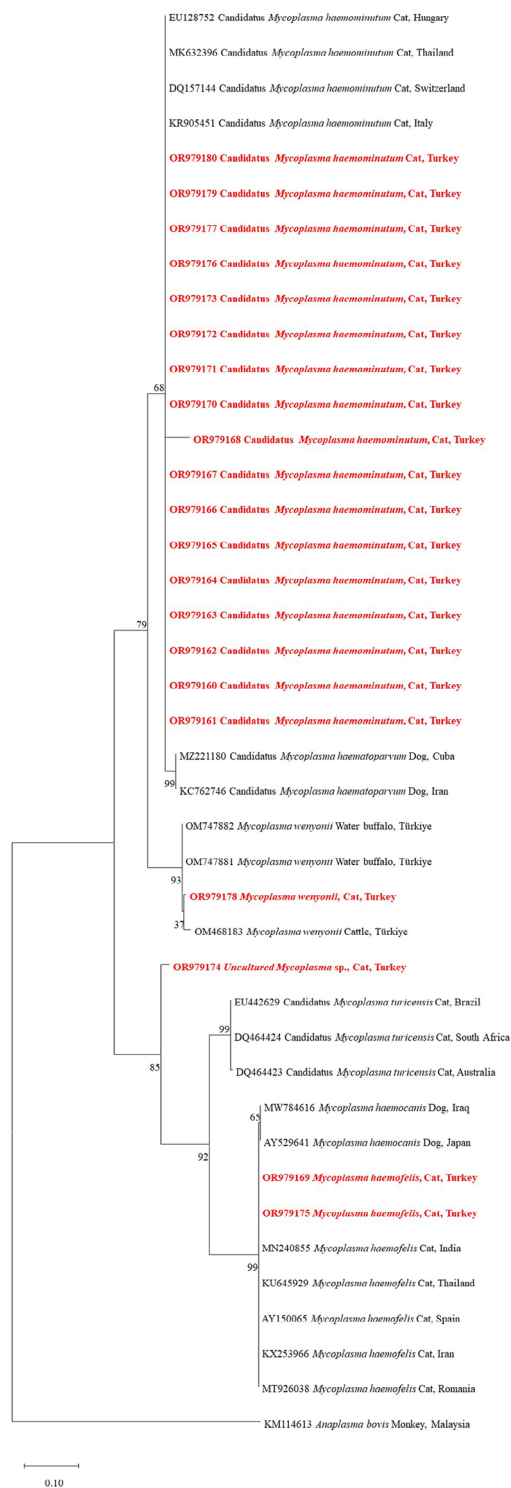 EU128752 Candidatus Mycoplasma haemominutum Cat, Hungary
MK632396 Candidatus Mycoplasma haemominutum Cat, Thailand
DQ157144 Candidatus Mycoplasma haemominutum Cat, Switzerland
KR905451 Candidatus Mycoplasma haemominutum Cat, Italy
OR979180 Candidatus Mycoplasma haemominutum Cat, Turkey
OR979179 Candidatus Mycoplasma haemominutum, Cat, Turkey
OR979177 Candidatus Mycoplasma haemominutum, Cat, Turkey
OR979176 Candidatus Mycoplasma haemominutum, Cat, Turkey
OR979173 Candidatus Mycoplasma haemominutum, Cat, Turkey
OR979172 Candidatus Mycoplasma haemominutum, Cat, Turkey
OR979171 Candidatus Mycoplasma haemominutum, Cat, Turkey
68
OR979170 Candidatus Mycoplasma haemominutum, Cat, Turkey
OR979168 Candidatus Mycoplasma haemominutum, Cat, Turkey
OR979167 Candidatus Mycoplasma haemominutum, Cat, Turkey
OR979166 Candidatus Mycoplasma haemominutum, Cat, Turkey
OR979165 Candidatus Mycoplasma haemominutum, Cat, Turkey
OR979164 Candidatus Mycoplasma haemominutum, Cat, Turkey
OR979163 Candidatus Mycoplasma haemominutum, Cat, Turkey
79
OR979162 Candidatus Mycoplasma haemominutum, Cat, Turkey
OR979160 Candidatus Mycoplasma haemominutum, Cat, Turkey
OR979161 Candidatus Mycoplasma haemominutum, Cat, Turkey
MZ221180 Candidatus Mycoplasma haematoparvum Dog, Cuba
99
KC762746 Candidatus Mycoplasma haematoparvum Dog, Iran
OM747882 Mycoplasma wenyonii Water buffalo, Türkiye
OM747881 Mycoplasma wenyonii Water buffalo, Türkiye
93
OR979178 Mycoplasma wenyonii, Cat, Turkey
37
OM468183 Mycoplasma wenyonii Cattle, Türkiye
OR979174 Uncultured Mycoplasma sp., Cat, Turkey
EU442629 Candidatus Mycoplasma turicensis Cat, Brazil
99
DQ464424 Candidatus Mycoplasma turicensis Cat, South Africa
85
DQ464423 Candidatus Mycoplasma turicensis Cat, Australia
MW784616 Mycoplasma haemocanis Dog, Iraq
65
AY529641 Mycoplasma haemocanis Dog, Japan
92
OR979169 Mycoplasma haemofelis, Cat, Turkey
OR979175 Mycoplasma haemofelis, Cat, Turkey
MN240855 Mycoplasma haemofelis Cat, India
99
KU645929 Mycoplasma haemofelis Cat, Thailand
AY150065 Mycoplasma haemofelis Cat, Spain
KX253966 Mycoplasma haemofelis Cat, Iran
MT926038 Mycoplasma haemofelis Cat, Romania
KM114613 Anaplasma bovis Monkey, Malaysia
0.10